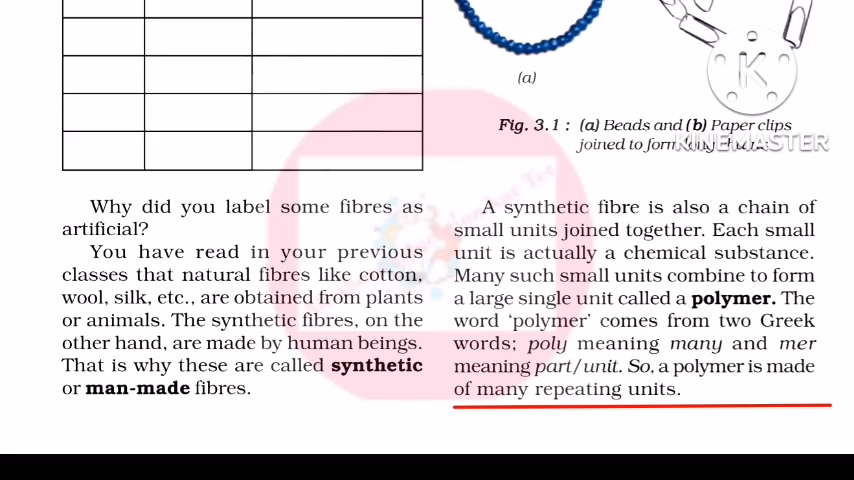 (a)
Fig. 3.1 : (a) Beads and (b) Paper clips
joined to form long chains
KINEMASTER
Why did you label some fibres as
artificial?
You have read in your previous
classes that natural fibres like cotton,
wool, silk, etc., are obtained from plants
or animals. The synthetic fibres, on the
other hand, are made by human beings.
That is why these are called synthetic
or man-made fibres.
A synthetic fibre is also a chain of
small units joined together. Each small
unit is actually a chemical substance.
Many such small units combine to form
a large single unit called a polymer. The
word ‘polymer’ comes from two Greek
words; poly meaning many and mer
meaning part/unit. So, a polymer is made
of many repeating units.